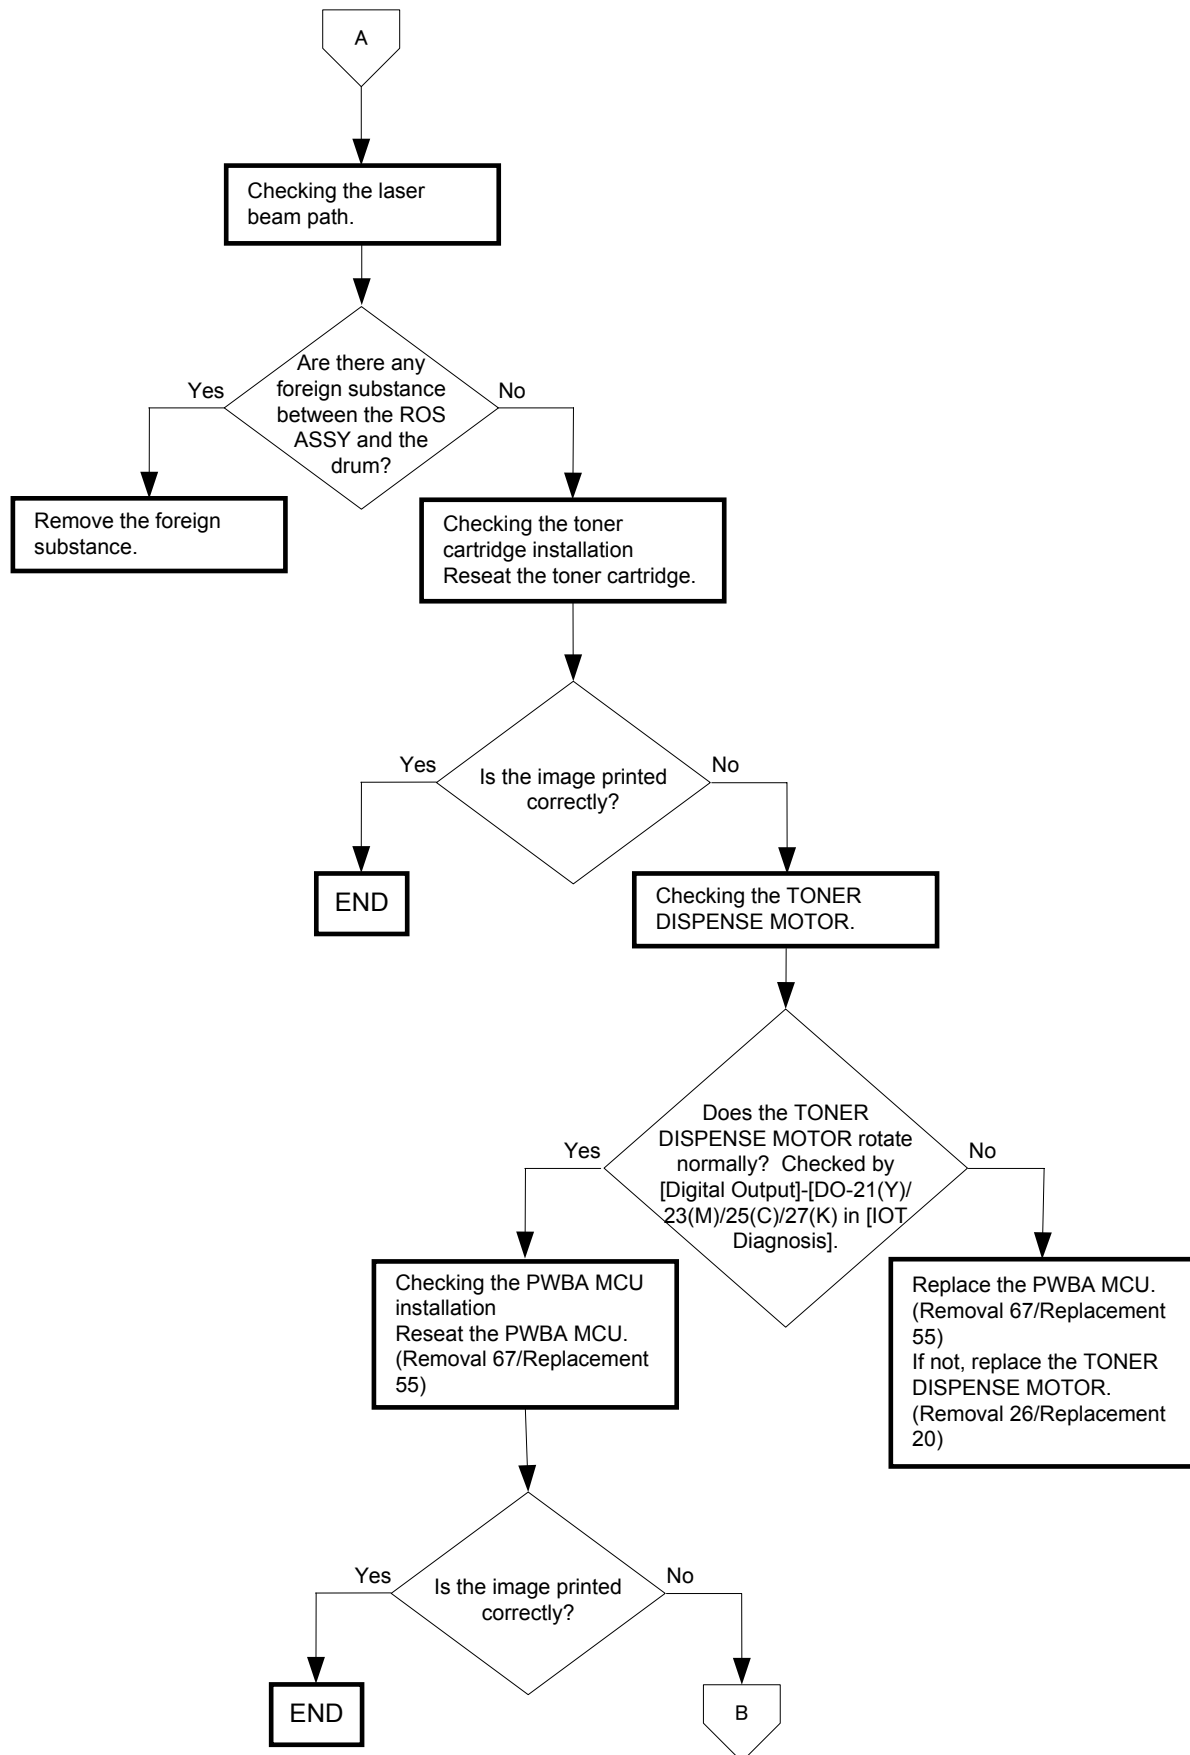 A
Checking the laser
beam path.
Are there any
foreign substance
between the ROS
ASSY and the
drum?
Yes
No
Remove the foreign
substance.
Checking the toner
cartridge installation
Reseat the toner cartridge.
Yes
No
Is the image printed
correctly?
END
Checking the TONER
DISPENSE MOTOR.
Does the TONER
DISPENSE MOTOR rotate
normally?  Checked by
[Digital Output]-[DO-21(Y)/
23(M)/25(C)/27(K) in [IOT
Diagnosis].
Yes
No
Checking the PWBA MCU
installation
Reseat the PWBA MCU.
(Removal 67/Replacement
55)
Replace the PWBA MCU.
(Removal 67/Replacement
55)
If not, replace the TONER
DISPENSE MOTOR.
(Removal 26/Replacement
20)
Yes
No
Is the image printed
correctly?
END
B